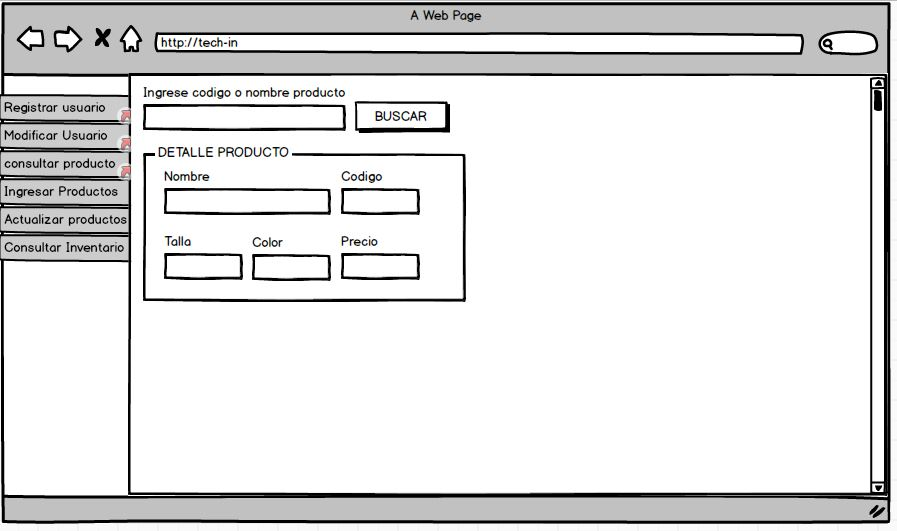 A Web Page
http://tech-in
Registrar usuario
Modificar Usuario
consultar producto
Ingresar Productos
Actualizar productos
Consultar Inventario
Ingrese codigo o nombre producto
BUSCAR
DETALLE PRODUCTO
Nombre Codigo
Talla Color Precio